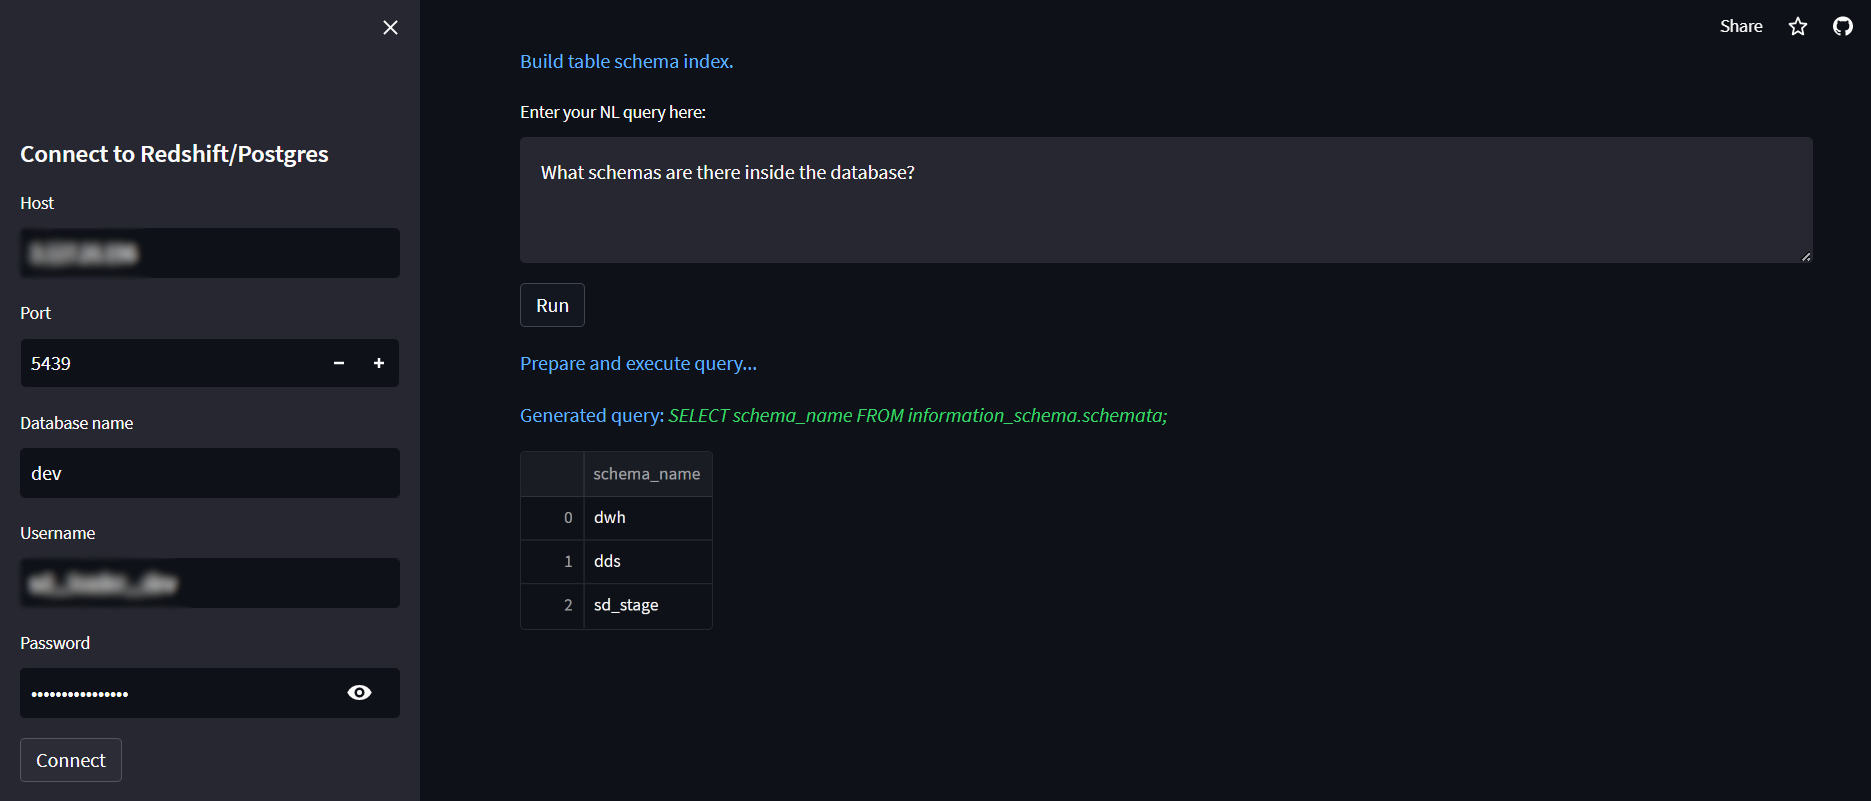 Connect to Redshift/Postgres
Host
Port
5439
Database name
dev
Username
Password
••••••••••••••••
Connect
Share
Build table schema index.
Enter your NL query here:
What schemas are there inside the database?
Run
Prepare and execute query...
Generated query: SELECT schema_name FROM information_schema.schemata;
schema_name
0 dwh
1 dds
2 sd_stage